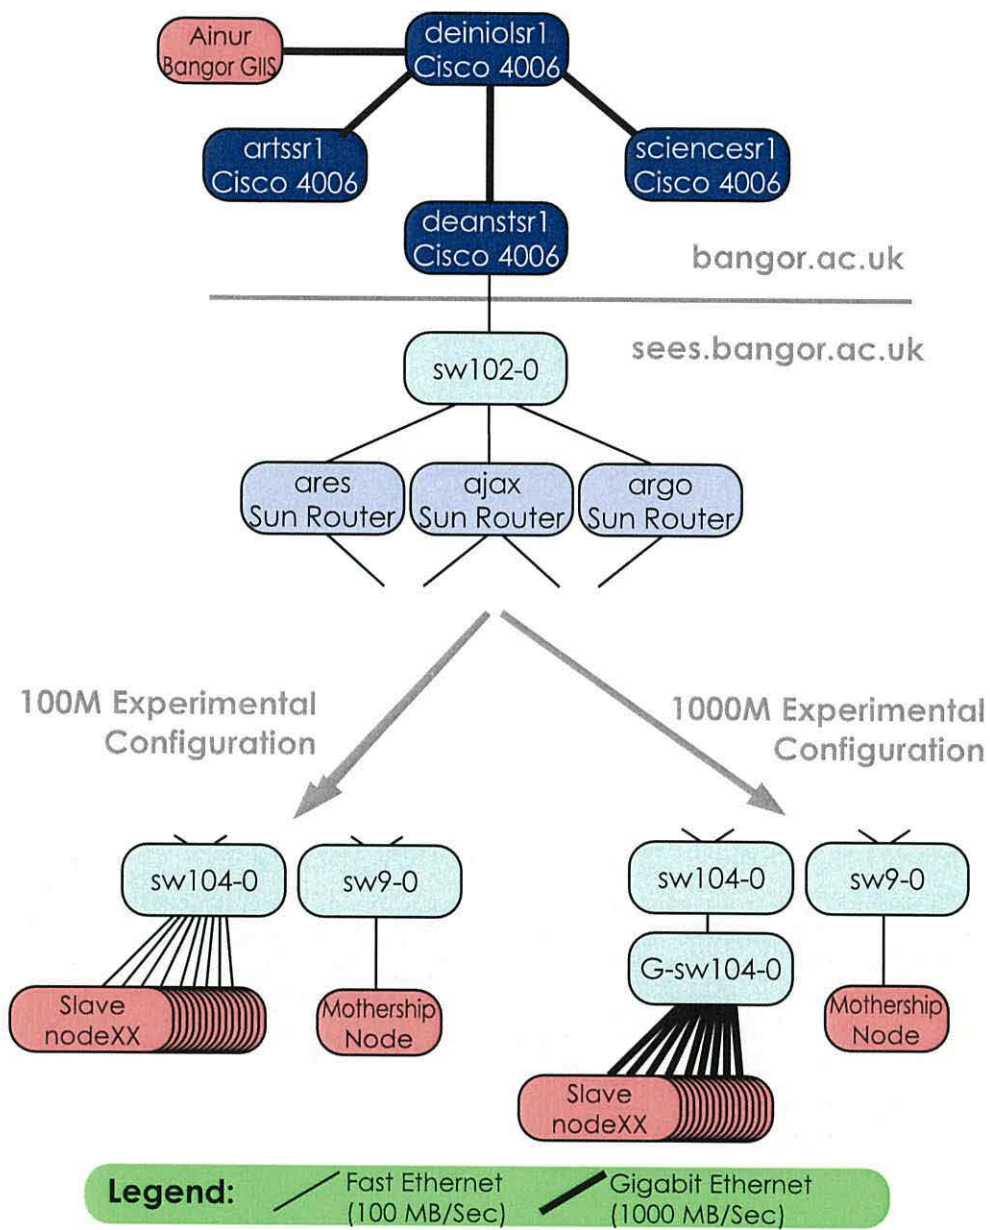 Ainur
Bangor GIIS
deiniolsr1
Cisco 4006
artssr1
Cisco 4006
sciencesr1
Cisco 4006
deanstsr1
Cisco 4006
bangor.ac.uk
sees.bangor.ac.uk
sw102-0
ares
Sun Router
ajax
Sun Router
argo
Sun Router
100M Experimental
Configuration
1000M Experimental
Configuration
sw104-0
sw9-0
sw104-0
sw9-0
G-sw104-0
Slave
nodeXX
Mothership
Node
Mothership
Node
Slave
nodeXX
Legend:
Fast Ethernet
(100 MB/Sec)
Gigabit Ethernet
(1000 MB/Sec)